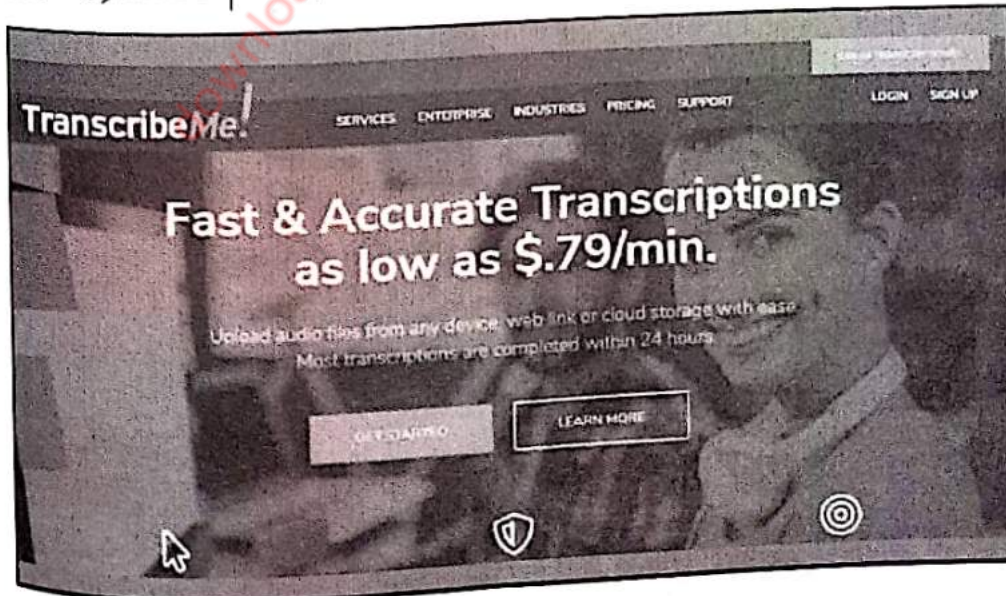 TranscribeMe!
SERVICES ENTERPRISE INDUSTRIES PRICING SUPPORT
LOGIN SIGN UP
Fast & Accurate Transcriptions
as low as $.79/min.
Upload audio files from any device, web link or cloud storage with ease.
Most transcriptions are completed within 24 hours.
GET STARTED
LEARN MORE